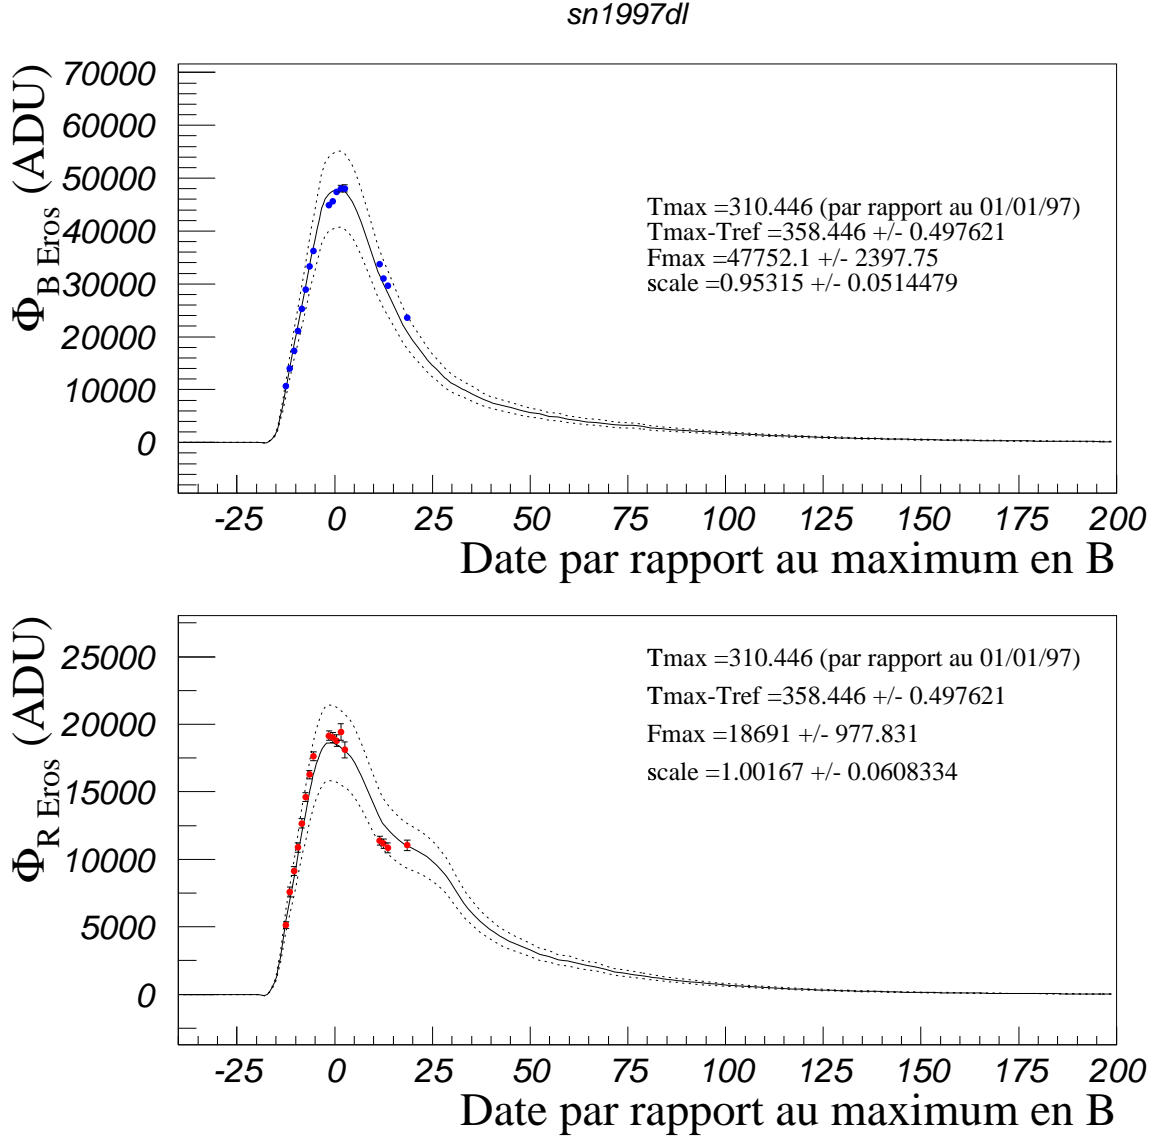 sn1997dl
Φ B Eros (ADU)
70000
60000
50000
40000
30000
20000
10000
0
Tmax =310.446 (par rapport au 01/01/97)
Tmax-Tref =358.446 +/- 0.497621
Fmax =47752.1 +/- 2397.75
scale =0.95315 +/- 0.0514479
-25 0 25 50 75 100 125 150 175 200
Date par rapport au maximum en B
Φ R Eros (ADU)
25000
20000
15000
10000
5000
0
Tmax =310.446 (par rapport au 01/01/97)
Tmax-Tref =358.446 +/- 0.497621
Fmax =18691 +/- 977.831
scale =1.00167 +/- 0.0608334
-25 0 25 50 75 100 125 150 175 200
Date par rapport au maximum en B